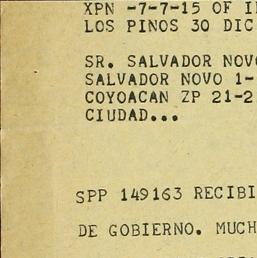 XPN -7-7-15 OF I
LOS PINOS 30 DIC
SR. SALVADOR NOVO
SALVADOR NOVO 1-
COYOACAN ZP 21-2
CIUDAD...
SPP 149163 RECIBI
DE GOBIERNO. MUCH